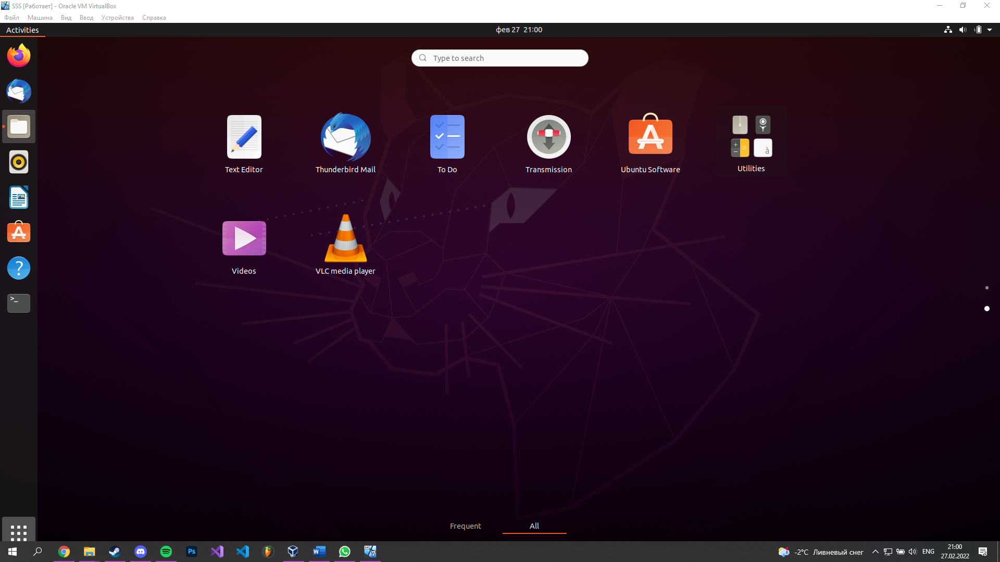 SSS [Работает] - Oracle VM VirtualBox
Файл Машина Вид Ввод Устройства Справка
Activities
фев 27 21:00
Type to search
Text Editor
Thunderbird Mail
To Do
Transmission
Ubuntu Software
Utilities
Videos
VLC media player
Frequent
All
Ps
-2°C Ливневый снег
ENG
21:00
27.02.2022